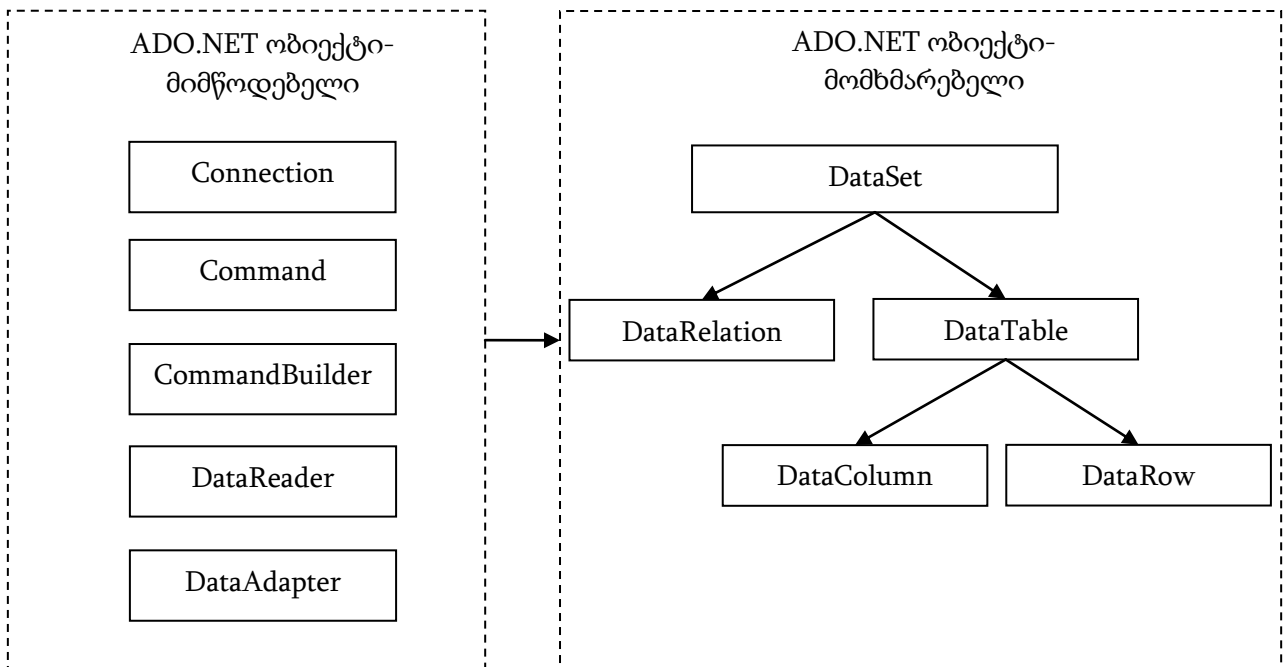 ADO.NET ობიექტი-
მიმწოდებელი
Connection
Command
CommandBuilder
DataReader
DataAdapter
ADO.NET ობიექტი-
მომხმარებელი
DataSet
DataRelation
DataTable
DataColumn
DataRow